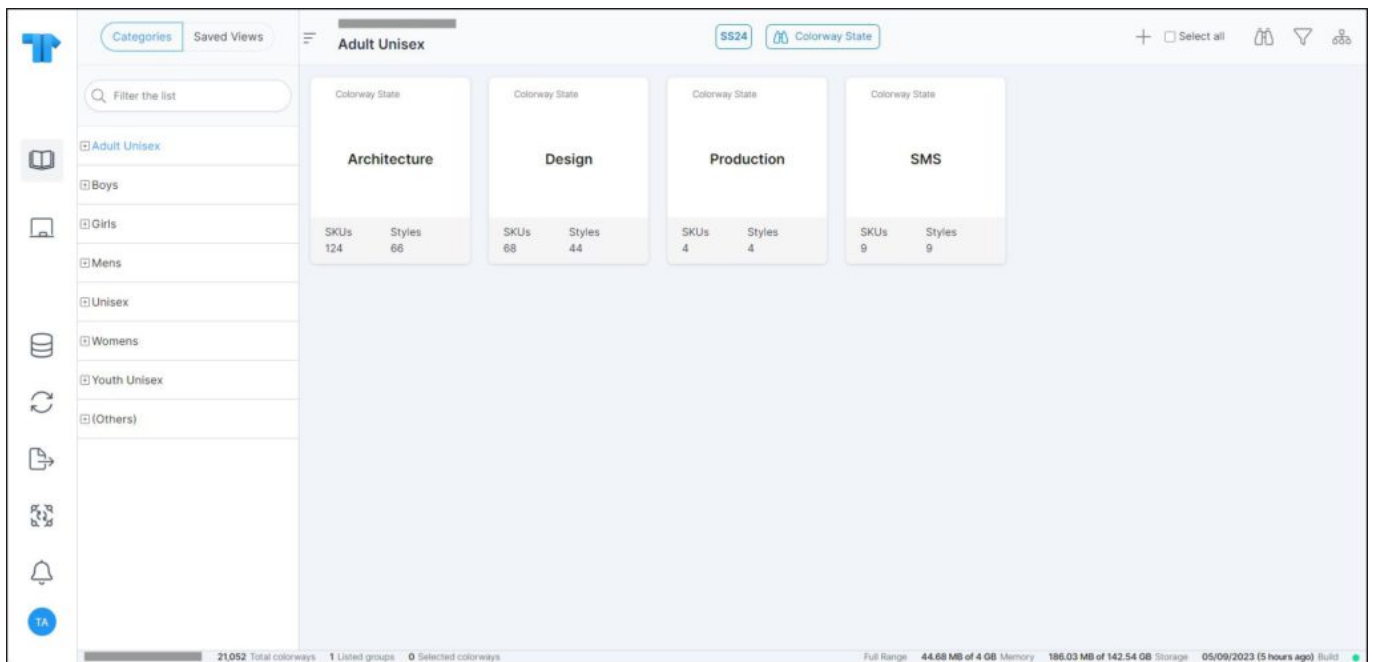 Categories
Saved Views
Adult Unisex
SS24
Colorway State
Select all
Filter the list
Adult Unisex
Boys
Girls
Mens
Unisex
Womens
Youth Unisex
(Others)
Colorway State
Architecture
SKUs Styles
124 66
Colorway State
Design
SKUs Styles
68 44
Colorway State
Production
SKUs Styles
4 4
Colorway State
SMS
SKUs Styles
9 9
TA
21,052 Total colorways 1 Listed groups 0 Selected colorways
Full Range 44.68 MB of 4 GB Memory 186.03 MB of 142.54 GB Storage 05/09/2023 (5 hours ago) Build